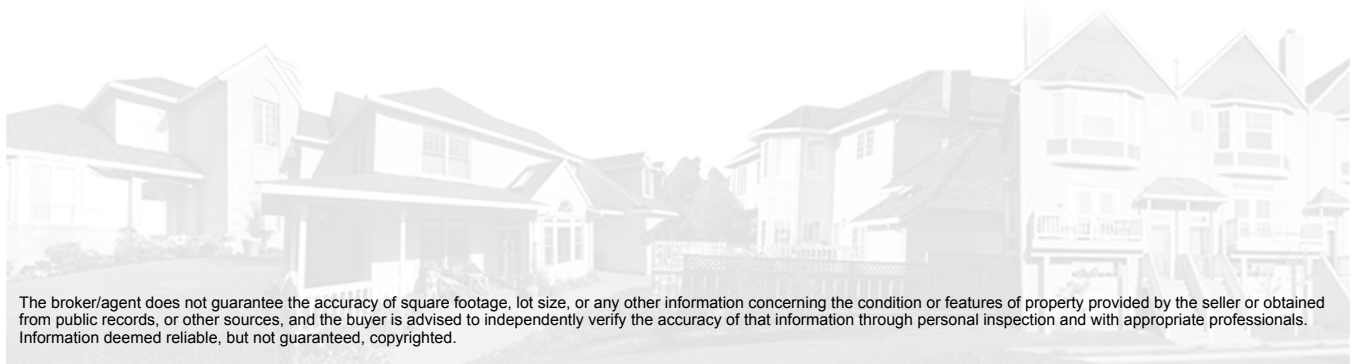 The broker/agent does not guarantee the accuracy of square footage, lot size, or any other information concerning the condition or features of property provided by the seller or obtained
from public records, or other sources, and the buyer is advised to independently verify the accuracy of that information through personal inspection and with appropriate professionals.
Information deemed reliable, but not guaranteed, copyrighted.